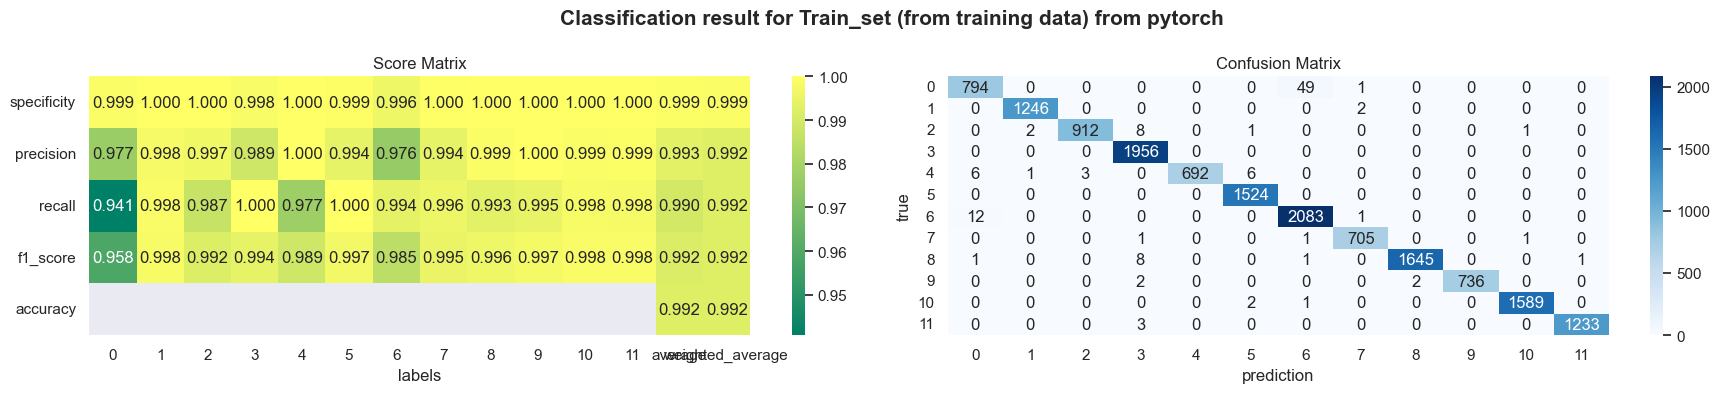 Classification result for Train_set (from training data) from pytorch
Score Matrix
specificity 0.999 1.000 1.000 0.998 1.000 0.999 0.996 1.000 1.000 1.000 1.000 1.000 0.999 0.999
precision 0.977 0.998 0.997 0.989 1.000 0.994 0.976 0.994 0.999 1.000 0.999 0.999 0.993 0.992
recall 0.941 0.998 0.987 1.000 0.977 1.000 0.994 0.996 0.993 0.995 0.998 0.998 0.990 0.992
f1_score 0.958 0.998 0.992 0.994 0.989 0.997 0.985 0.995 0.996 0.997 0.998 0.998 0.992 0.992
accuracy 0.992 0.992
0 1 2 3 4 5 6 7 8 9 10 11 average weighted_average
labels
1.00
0.99
0.98
0.97
0.96
0.95
Confusion Matrix
true
0 794 0 0 0 0 0 49 1 0 0 0 0
1 0 1246 0 0 0 0 0 2 0 0 0 0
2 0 2 912 8 0 1 0 0 0 0 1 0
3 0 0 0 1956 0 0 0 0 0 0 0 0
4 6 1 3 0 692 6 0 0 0 0 0 0
5 0 0 0 0 0 1524 0 0 0 0 0 0
6 12 0 0 0 0 0 2083 1 0 0 0 0
7 0 0 0 1 0 0 1 705 0 0 1 0
8 1 0 0 8 0 0 1 0 1645 0 0 1
9 0 0 0 2 0 0 0 0 2 736 0 0
10 0 0 0 0 0 2 1 0 0 0 1589 0
11 0 0 0 3 0 0 0 0 0 0 0 1233
0 1 2 3 4 5 6 7 8 9 10 11
prediction
2000
1500
1000
500
0